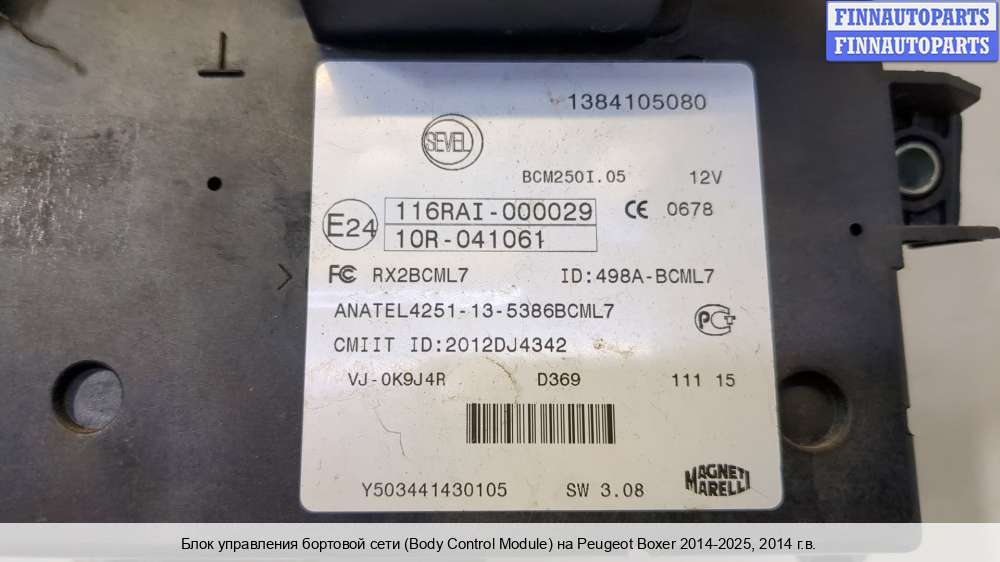 FINNAUTOPARTS
FINNAUTOPARTS
1384105080
SEVEL
BCM250I.05 12V
E24 116RAI-000029 CE 0678
10R-041061
FC RX2BCML7 ID:498A-BCML7
ANATEL4251-13-5386BCML7
CMIIT ID:2012DJ4342
VJ-0K9J4R D369 111 15
Y503441430105 SW 3.08
MAGNETI
MARELLI
Блок управления бортовой сети (Body Control Module) на Peugeot Boxer 2014-2025, 2014 г.в.